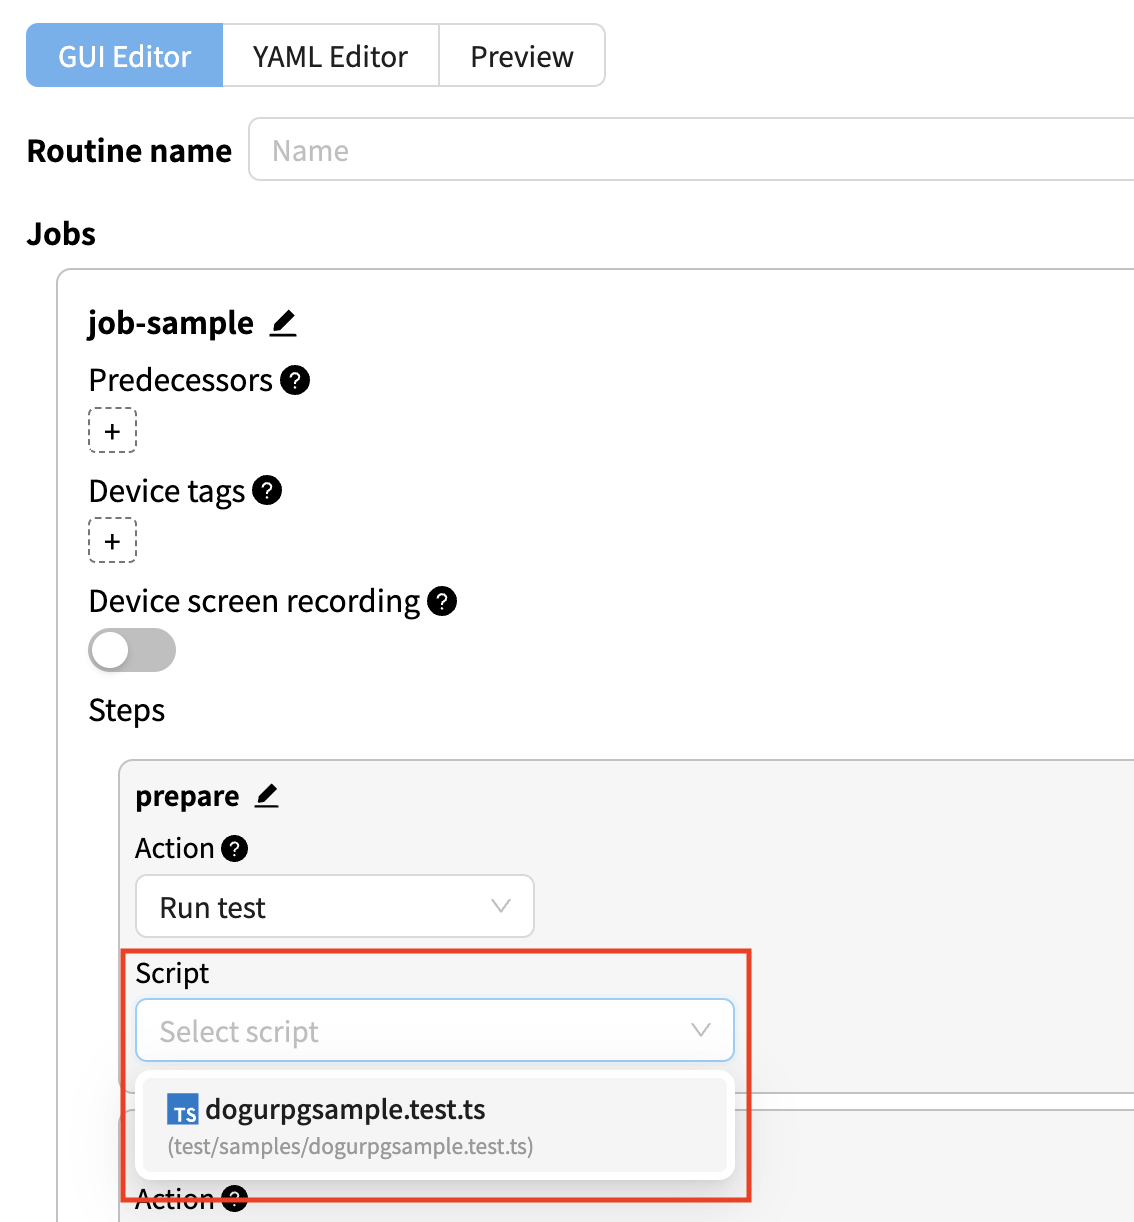 GUI Editor YAML Editor Preview
Routine name Name
Jobs
job-sample
Predecessors ?
+
Device tags ?
+
Device screen recording ?
Steps
prepare
Action ?
Run test
Script
Select script
TS dogurpgsample.test.ts
(test/samples/dogurpgsample.test.ts)
Action ?